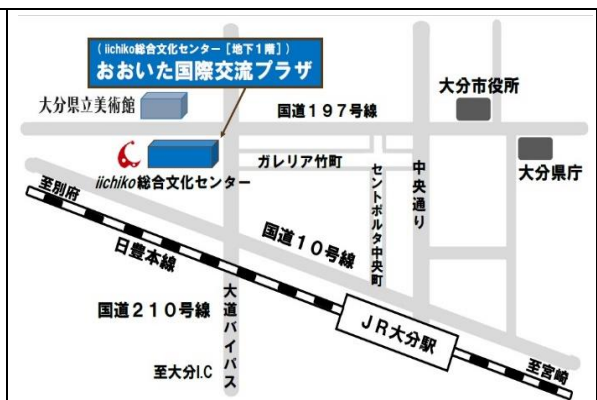 （iichiko総合文化センター［地下１階］）
おおいた国際交流プラザ
大分県立美術館
国道１９７号線
大分市役所
大分県庁
iichiko総合文化センター
ガレリア竹町
セントポルタ中央町
中央通り
至別府
日豊本線
国道１０号線
国道２１０号線
大道バイパス
至大分I.C
ＪＲ大分駅
至宮崎